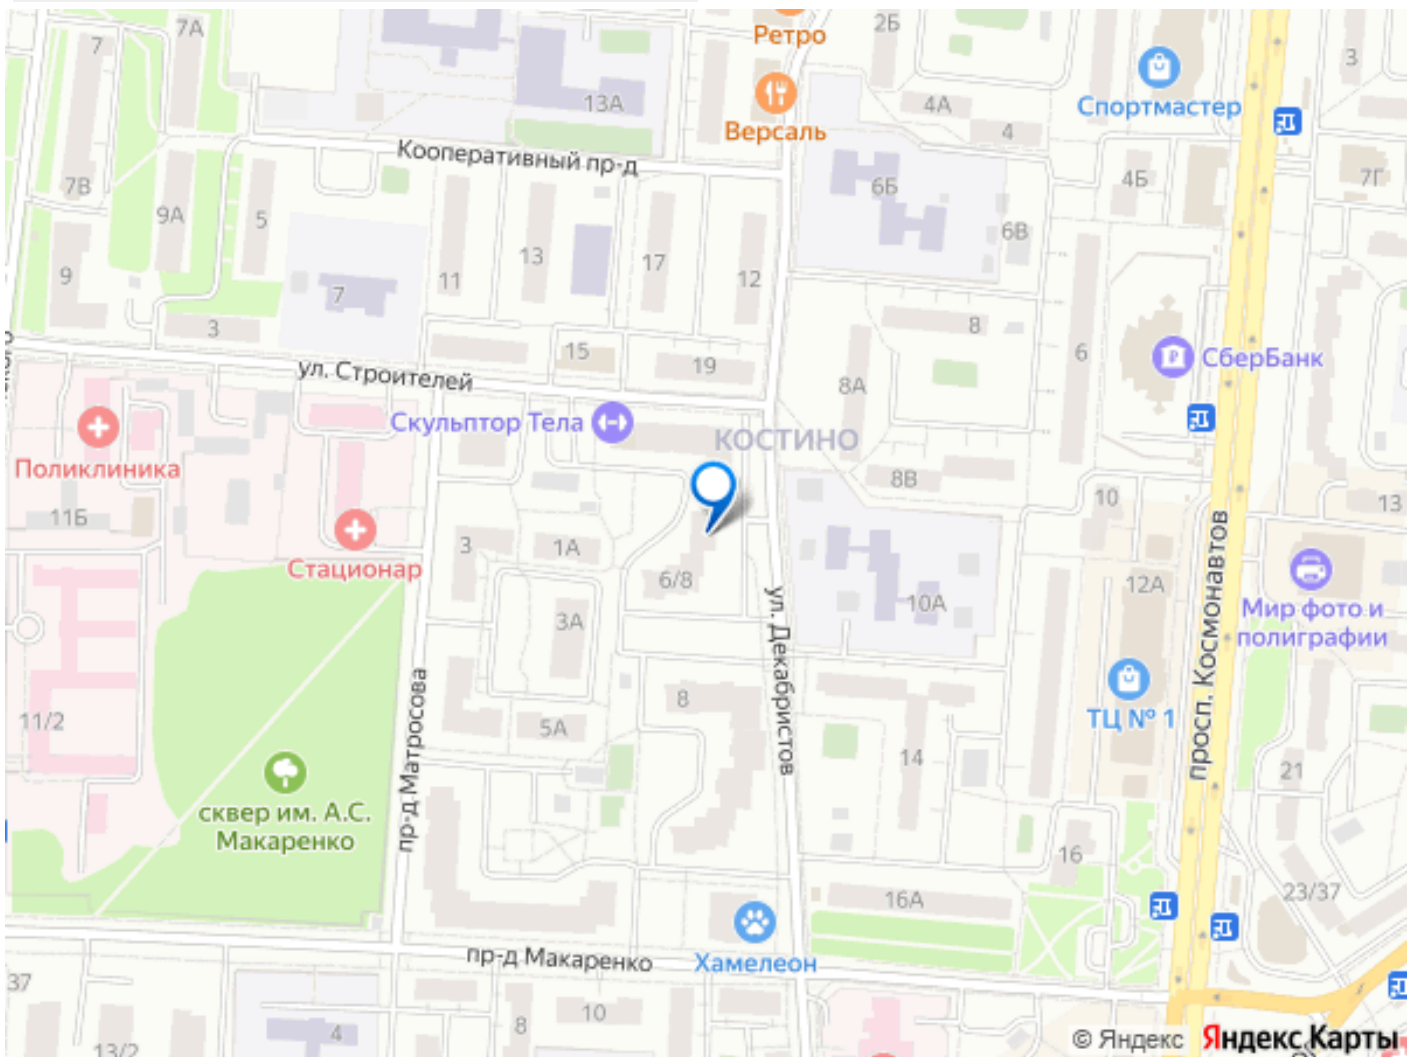 7
7А
Ретро
2Б
3
Спортмастер
13А
Версаль
4А
4
Кооперативный пр-д
7В
9А
5
6Б
4Б
7Г
6В
9
7
11
13
17
12
3
15
19
8
6
СберБанк
ул. Строителей
8А
Скульптор Тела
КОСТИНО
Поликлиника
11Б
8В
10
13
Стационар
3
1А
6/8
12А
10А
Мир фото и
полиграфии
3А
ул. Декабристов
просп. Космонавтов
11/2
пр-д Матросова
5А
8
14
ТЦ № 1
21
сквер им. А.С.
Макаренко
16
16А
23/37
пр-д Макаренко
Хамелеон
37
13/2
4
8
10
© Яндекс
Яндекс Карты